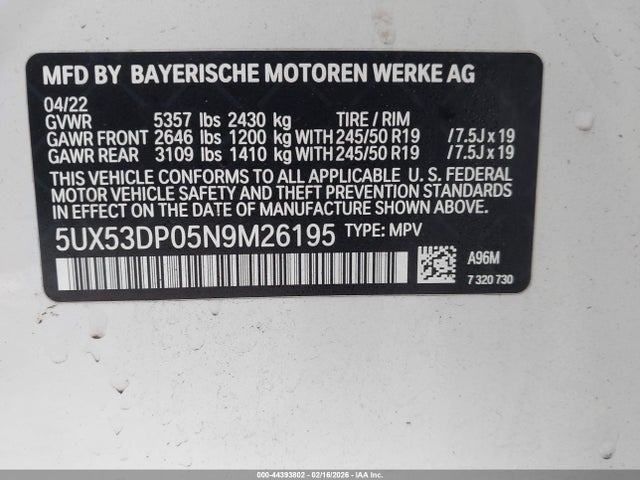 MFD BY BAYERISCHE MOTOREN WERKE AG
04/22
GVWR 5357 lbs 2430 kg TIRE / RIM
GAWR FRONT 2646 lbs 1200 kg WITH 245/50 R19 /7.5J x 19
GAWR REAR 3109 lbs 1410 kg WITH 245/50 R19 /7.5J x 19
THIS VEHICLE CONFORMS TO ALL APPLICABLE U. S. FEDERAL
MOTOR VEHICLE SAFETY AND THEFT PREVENTION STANDARDS
IN EFFECT ON THE DATE OF MANUFACTURE SHOWN ABOVE.
5UX53DP05N9M26195 TYPE: MPV
A96M
7 320 730
000-44393802 - 02/16/2026 - IAA Inc.